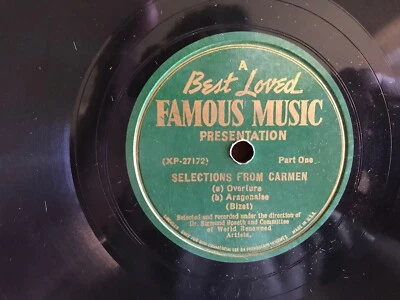 A
Best Loved
FAMOUS MUSIC
PRESENTATION
(XP-27172) Part One
SELECTIONS FROM CARMEN
(a) Overture
(b) Aragonaise
(Bizet)
Selected and recorded under the direction of
Dr. Sigmund Spaeth and Committee
of World Renowned
Artists.